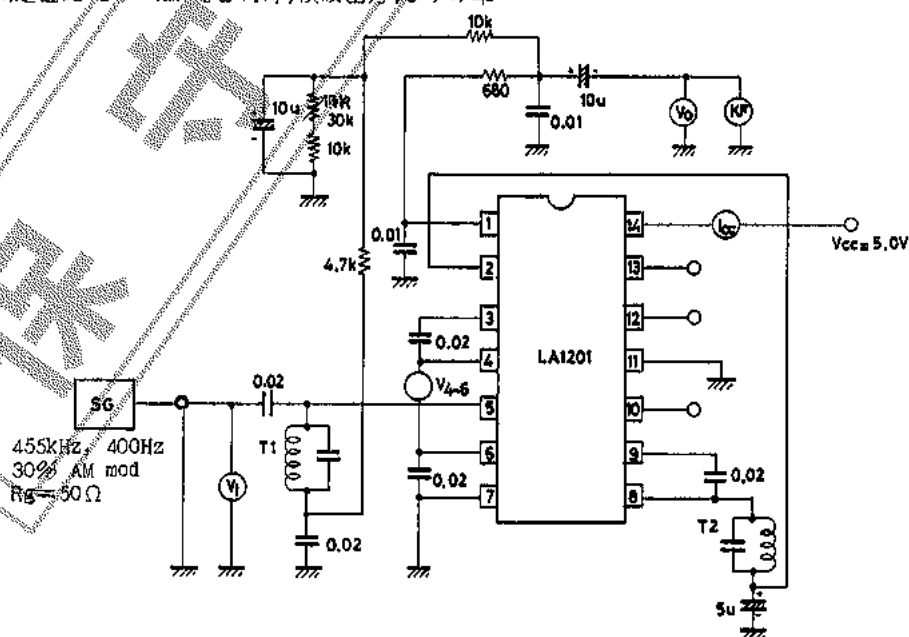 10k
680
10u
0.01
Vo
KF
10u
30k
10k
0.01
4.7k
1
2
3
4
5
6
7
14
13
12
11
10
9
8
LA1201
Icc
Vcc=5.0V
0.02
V4~6
0.02
0.02
SG
455kHz, 400Hz
30% AM mod
Rg=50Ω
T1
VI
0.02
0.02
T2
5u